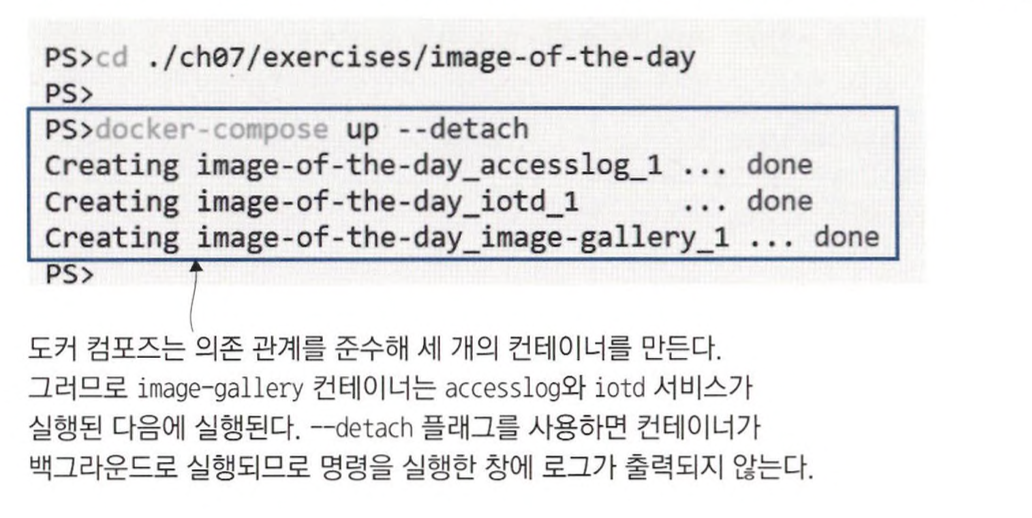 PS>cd ./ch07/exercises/image-of-the-day
PS>
PS>docker-compose up --detach
Creating image-of-the-day_accesslog_1 ... done
Creating image-of-the-day_iotd_1      ... done
Creating image-of-the-day_image-gallery_1 ... done
PS>
도커 컴포즈는 의존 관계를 준수해 세 개의 컨테이너를 만든다.
그러므로 image-gallery 컨테이너는 accesslog와 iotd 서비스가
실행된 다음에 실행된다. --detach 플래그를 사용하면 컨테이너가
백그라운드로 실행되므로 명령을 실행한 창에 로그가 출력되지 않는다.